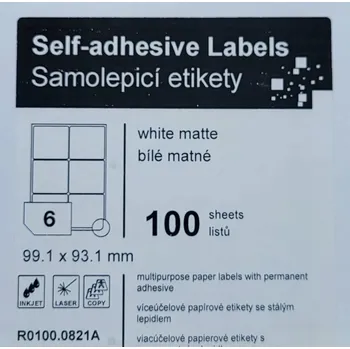 Self-adhesive Labels
Samolepicí etikety
white matte
bílé matné
6
100 sheets
listů
99.1 x 93.1 mm
INKJET LASER COPY
multipurpose paper labels with permanent
adhesive
víceúčelové papírové etikety se stálým
lepidlem
R0100.0821A
viacúčelové papierové etikety s